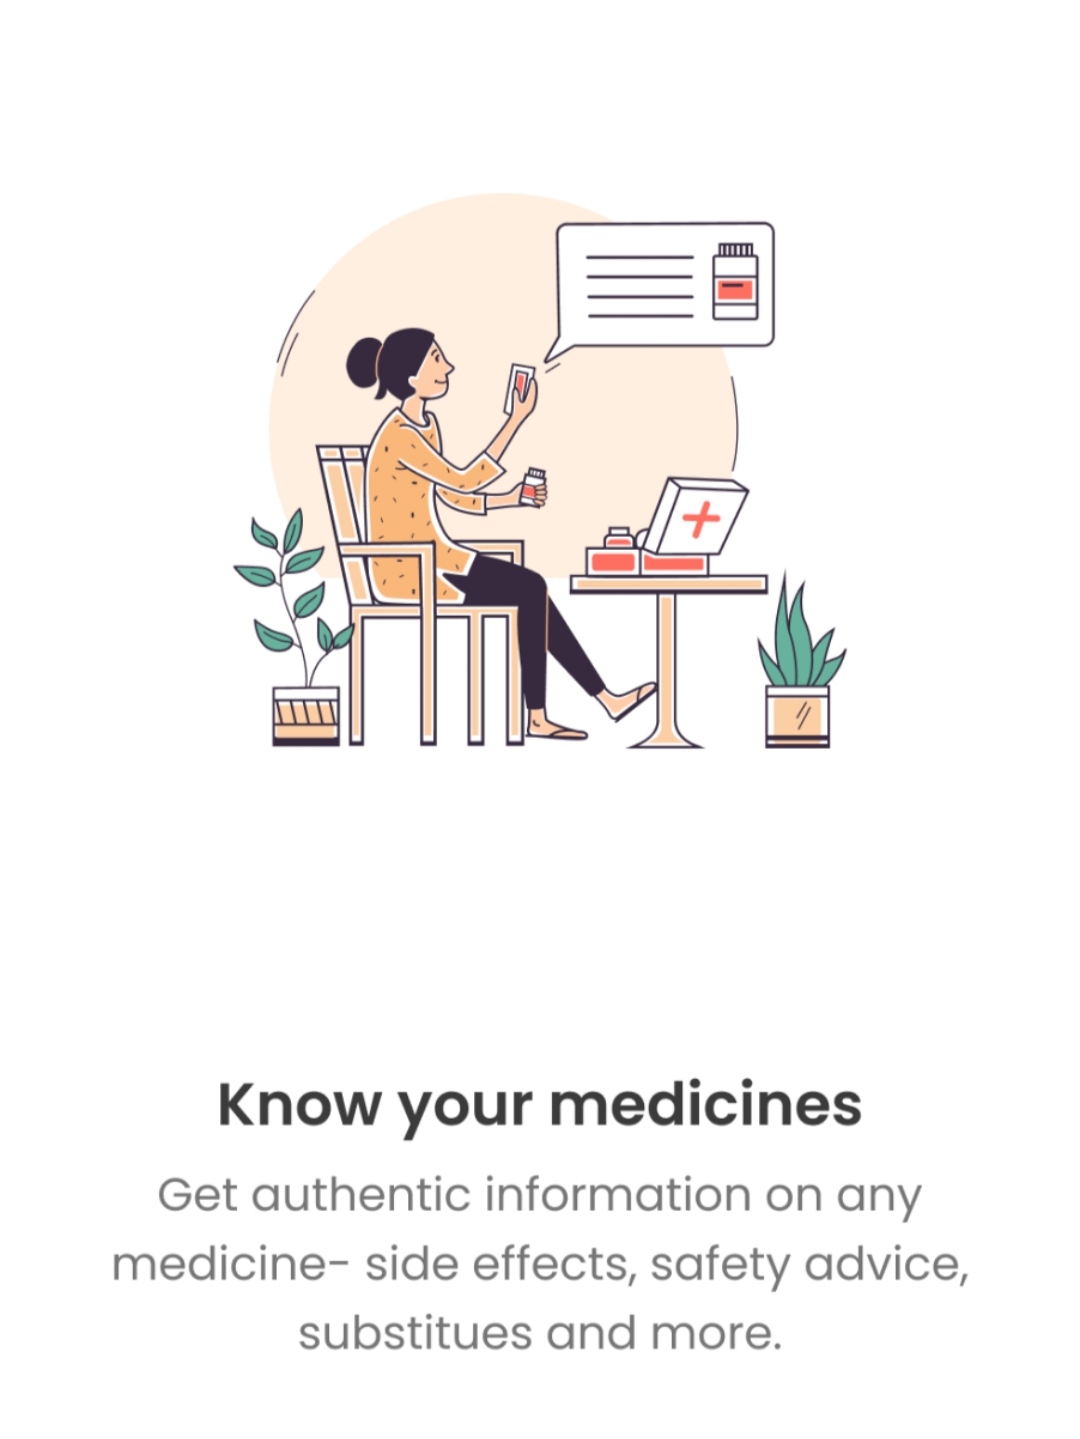 Know your medicines
Get authentic information on any
medicine- side effects, safety advice,
substitues and more.